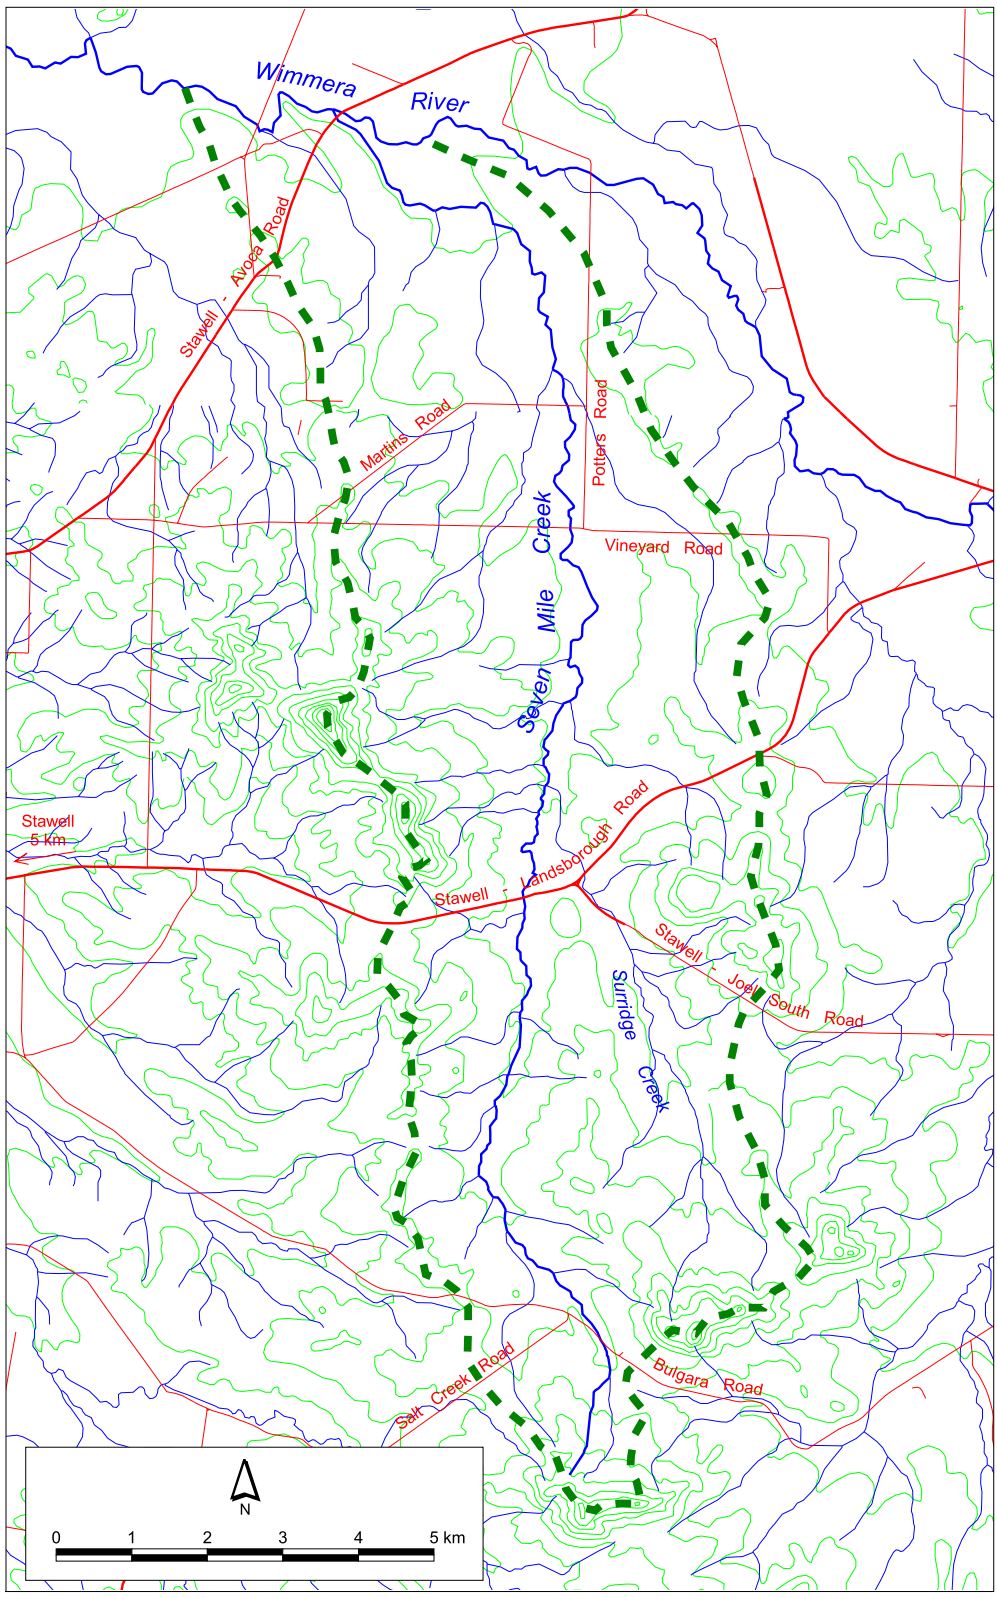 Wimmera
River
Stawell - Avoca Road
Martins Road
Potters Road
Seven Mile Creek
Vineyard Road
Stawell
5 km
Stawell - Landsborough Road
Stawell - Joel South Road
Surridge Creek
Salt Creek Road
Bulgara Road
N
0 1 2 3 4 5 km